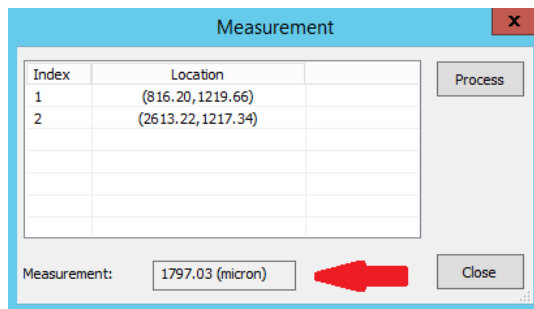 Measurement
x
Index Location
Process
1 (816.20,1219.66)
2 (2613.22,1217.34)
Measurement: 1797.03 (micron) Close